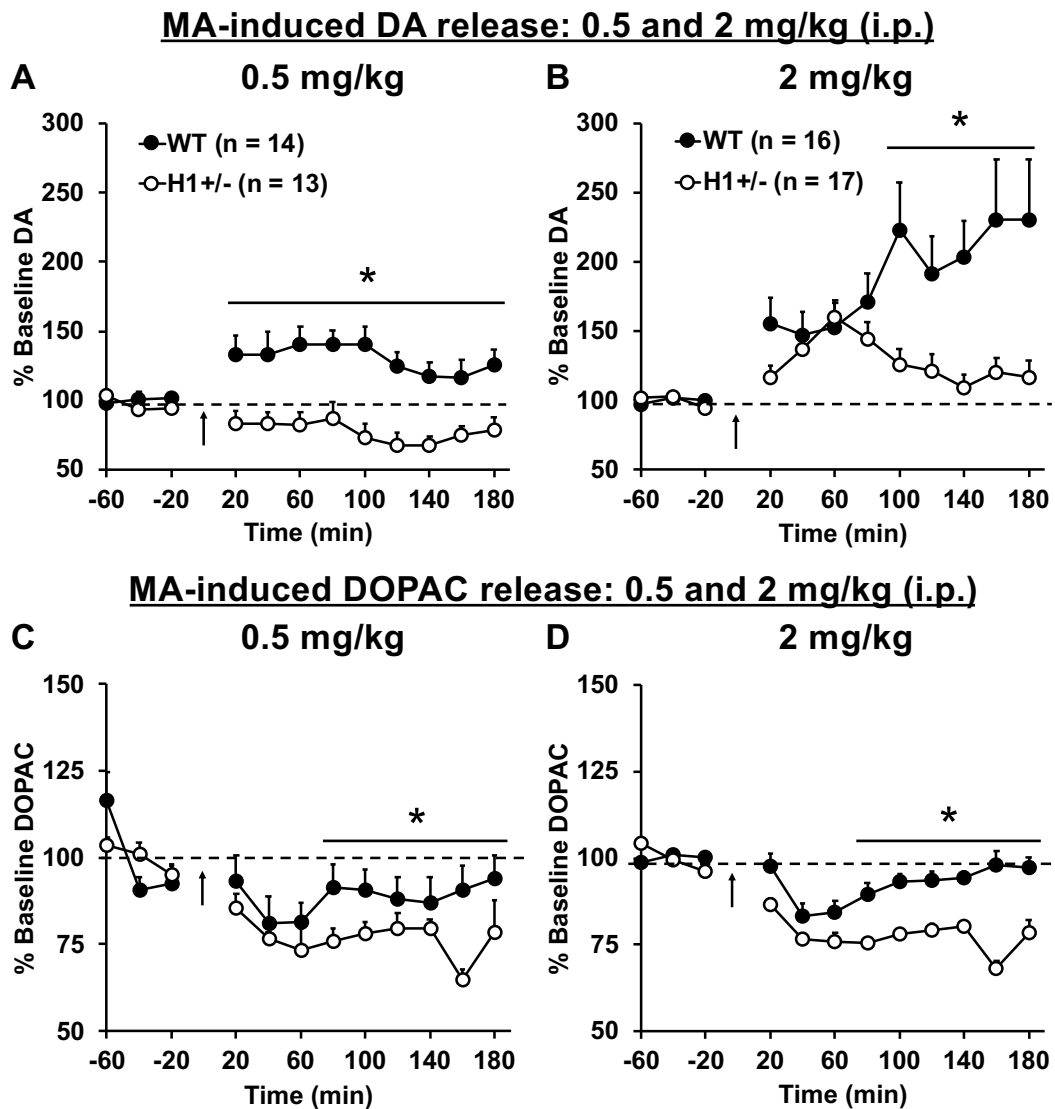 MA-induced DA release: 0.5 and 2 mg/kg (i.p.)
A
0.5 mg/kg
% Baseline DA
300
250
200
150
100
50
WT (n = 14)
H1+/- (n = 13)
*
-60 -20 20 60 100 140 180
Time (min)
B
2 mg/kg
% Baseline DA
300
250
200
150
100
50
WT (n = 16)
H1+/- (n = 17)
*
-60 -20 20 60 100 140 180
Time (min)
MA-induced DOPAC release: 0.5 and 2 mg/kg (i.p.)
C
0.5 mg/kg
% Baseline DOPAC
150
125
100
75
50
*
-60 -20 20 60 100 140 180
Time (min)
D
2 mg/kg
% Baseline DOPAC
150
125
100
75
50
*
-60 -20 20 60 100 140 180
Time (min)